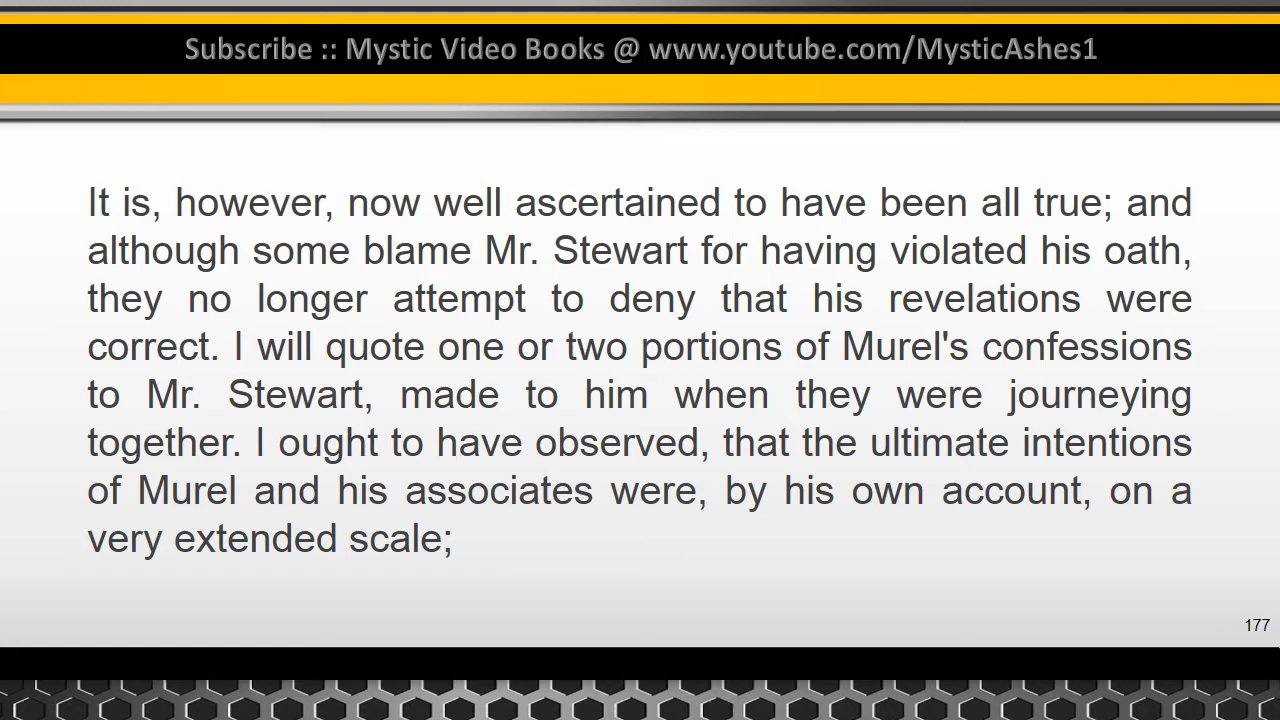 Subscribe :: Mystic Video Books @ www.youtube.com/MysticAshes1
It is, however, now well ascertained to have been all true; and
although some blame Mr. Stewart for having violated his oath,
they no longer attempt to deny that his revelations were
correct. I will quote one or two portions of Murel's confessions
to Mr. Stewart, made to him when they were journeying
together. I ought to have observed, that the ultimate intentions
of Murel and his associates were, by his own account, on a
very extended scale;
177